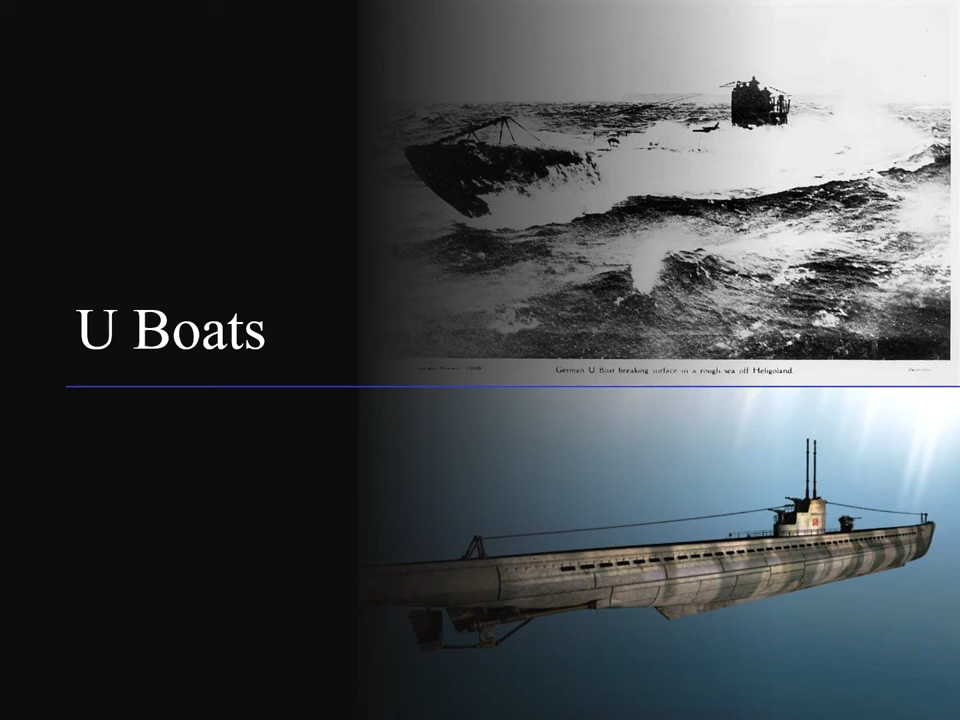 U Boats
German U Boat breaking surface in a rough sea off Heligoland.